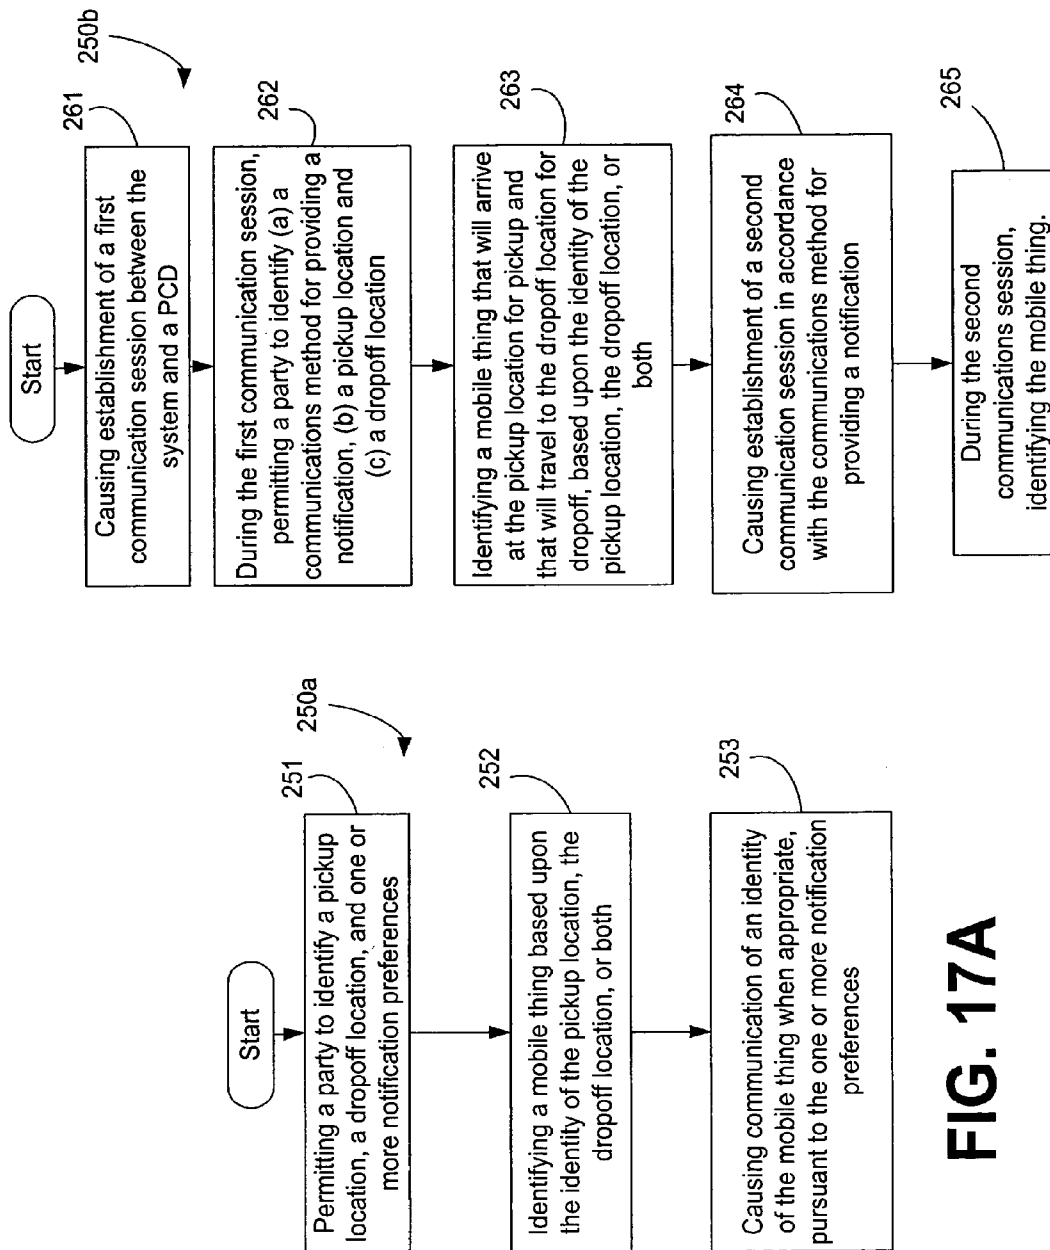 Start
251
250a
Permitting a party to identify a pickup
location, a dropoff location, and one or
more notification preferences
252
Identifying a mobile thing based upon
the identity of the pickup location, the
dropoff location, or both
253
Causing communication of an identity
of the mobile thing when appropriate,
pursuant to the one or more notification
preferences
FIG. 17A
Start
261
250b
Causing establishment of a first
communication session between the
system and a PCD
262
During the first communication session,
permitting a party to identify (a) a
communications method for providing a
notification, (b) a pickup location and
(c) a dropoff location
263
Identifying a mobile thing that will arrive
at the pickup location for pickup and
that will travel to the dropoff location for
dropoff, based upon the identity of the
pickup location, the dropoff location, or
both
264
Causing establishment of a second
communication session in accordance
with the communications method for
providing a notification
265
During the second
communications session,
identifying the mobile thing.